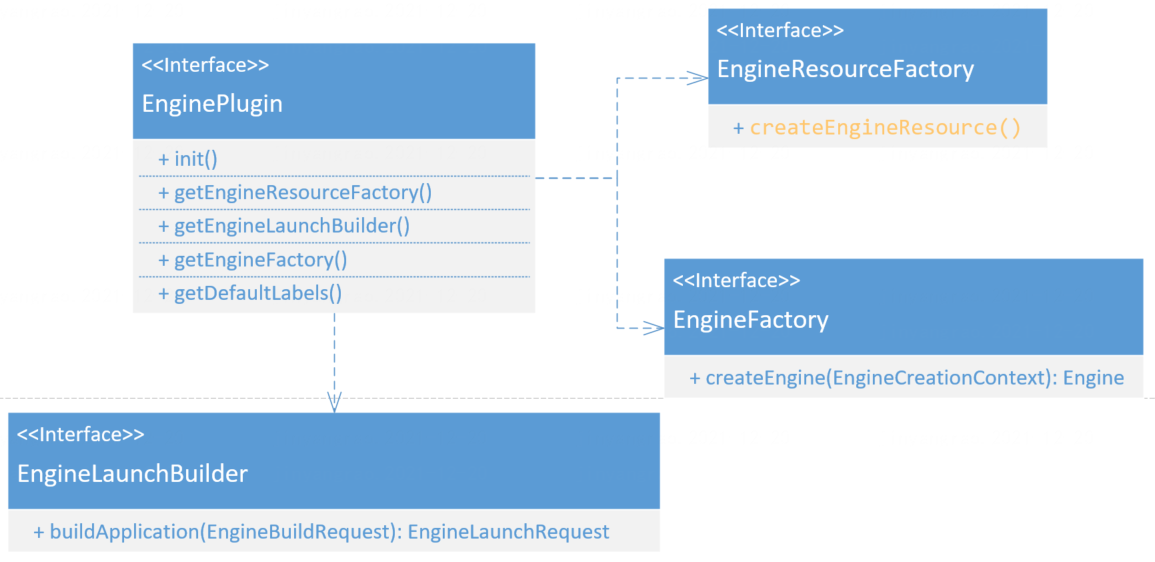 <<Interface>>
EnginePlugin
+ init()
+ getEngineResourceFactory()
+ getEngineLaunchBuilder()
+ getEngineFactory()
+ getDefaultLabels()
<<Interface>>
EngineResourceFactory
+ createEngineResource()
<<Interface>>
EngineFactory
+ createEngine(EngineCreationContext): Engine
<<Interface>>
EngineLaunchBuilder
+ buildApplication(EngineBuildRequest): EngineLaunchRequest